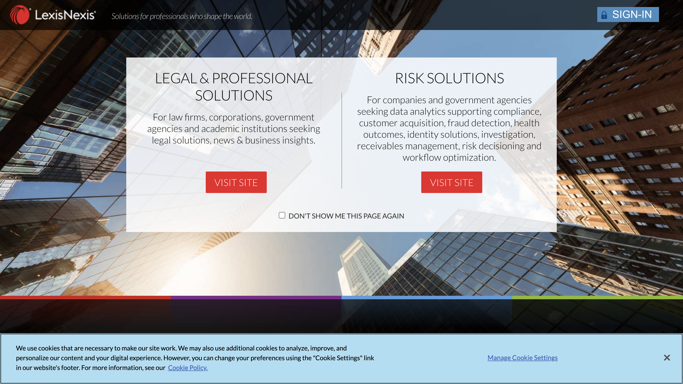 LexisNexis® Solutions for professionals who shape the world. SIGN-IN
LEGAL & PROFESSIONAL
SOLUTIONS
For law firms, corporations, government
agencies and academic institutions seeking
legal solutions, news & business insights.
VISIT SITE
RISK SOLUTIONS
For companies and government agencies
seeking data analytics supporting compliance,
customer acquisition, fraud detection, health
outcomes, identity solutions, investigation,
receivables management, risk decisioning and
workflow optimization.
VISIT SITE
DON'T SHOW ME THIS PAGE AGAIN
We use cookies that are necessary to make our site work. We may also use additional cookies to analyze, improve, and
personalize our content and your digital experience. However, you can change your preferences using the "Cookie Settings" link
in our website's footer. For more information, see our Cookie Policy.
Manage Cookie Settings